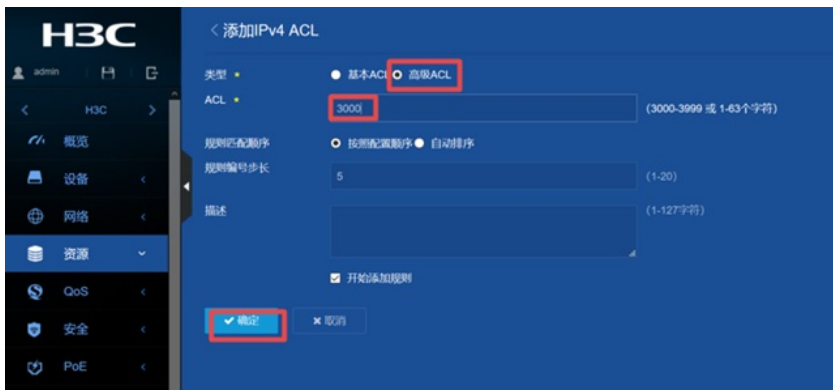 H3C
admin
H3C
概览
设备
网络
资源
QoS
安全
PoE
添加IPv4 ACL
类型
基本ACL 高级ACL
ACL
3000
(3000-3999 或 1-63个字符)
规则匹配顺序
按照配置顺序 自动排序
规则编号步长
5
(1-20)
描述
(1-127字符)
开始添加规则
确定
取消